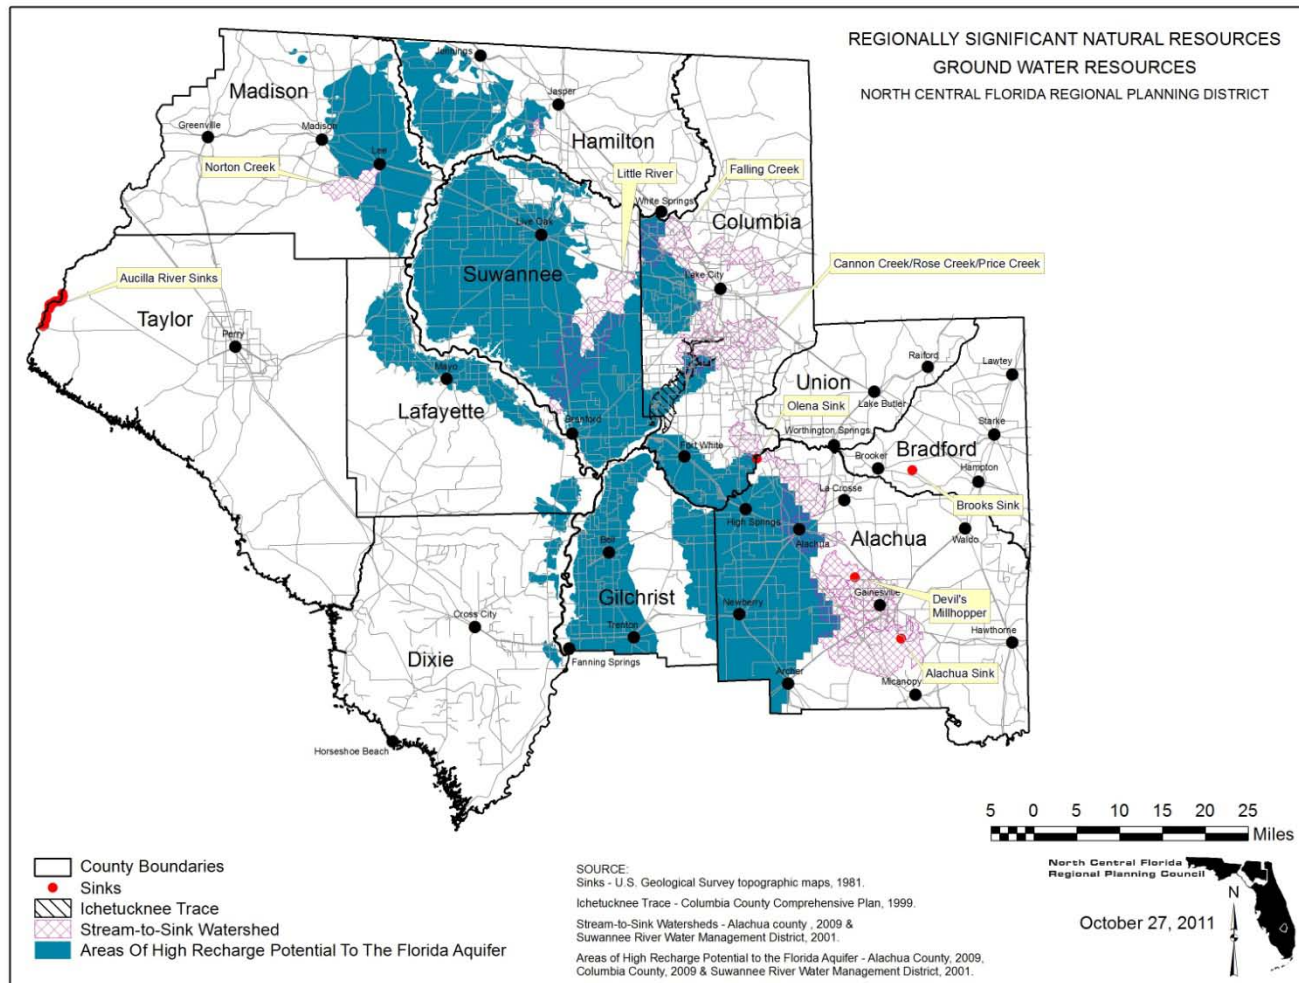 REGIONALLY SIGNIFICANT NATURAL RESOURCES
GROUND WATER RESOURCES
NORTH CENTRAL FLORIDA REGIONAL PLANNING DISTRICT
Jennings
Madison
Jasper
Greenville
Madison
Hamilton
Lee
Norton Creek
Little River
Falling Creek
White Springs
Columbia
Live Oak
Cannon Creek/Rose Creek/Price Creek
Suwannee
Lake City
Aucilla River Sinks
Taylor
Perry
Raiford
Lawtey
Mayo
Union
Lafayette
Olena Sink
Lake Butler
Branford
Worthington Springs
Starke
Fort White
Brooker
Bradford
Hampton
La Crosse
High Springs
Brooks Sink
Alachua
Alachua
Waldo
Bell
Gilchrist
Devil's
Millhopper
Gainesville
Newberry
Cross City
Trenton
Hawthorne
Dixie
Fanning Springs
Archer
Alachua Sink
Micanopy
Horseshoe Beach
5 0 5 10 15 20 25
Miles
County Boundaries
Sinks
Ichetucknee Trace
Stream-to-Sink Watershed
Areas Of High Recharge Potential To The Florida Aquifer
SOURCE:
Sinks - U.S. Geological Survey topographic maps, 1981.
Ichetucknee Trace - Columbia County Comprehensive Plan, 1999.
Stream-to-Sink Watersheds - Alachua county , 2009 &
Suwannee River Water Management District, 2001.
Areas of High Recharge Potential to the Florida Aquifer - Alachua County, 2009,
Columbia County, 2009 & Suwannee River Water Management District, 2001.
North Central Florida
Regional Planning Council
N
October 27, 2011